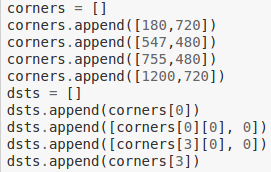 corners = []
corners.append([180,720])
corners.append([547,480])
corners.append([755,480])
corners.append([1200,720])
dsts = []
dsts.append(corners[0])
dsts.append([corners[0][0], 0])
dsts.append([corners[3][0], 0])
dsts.append(corners[3])